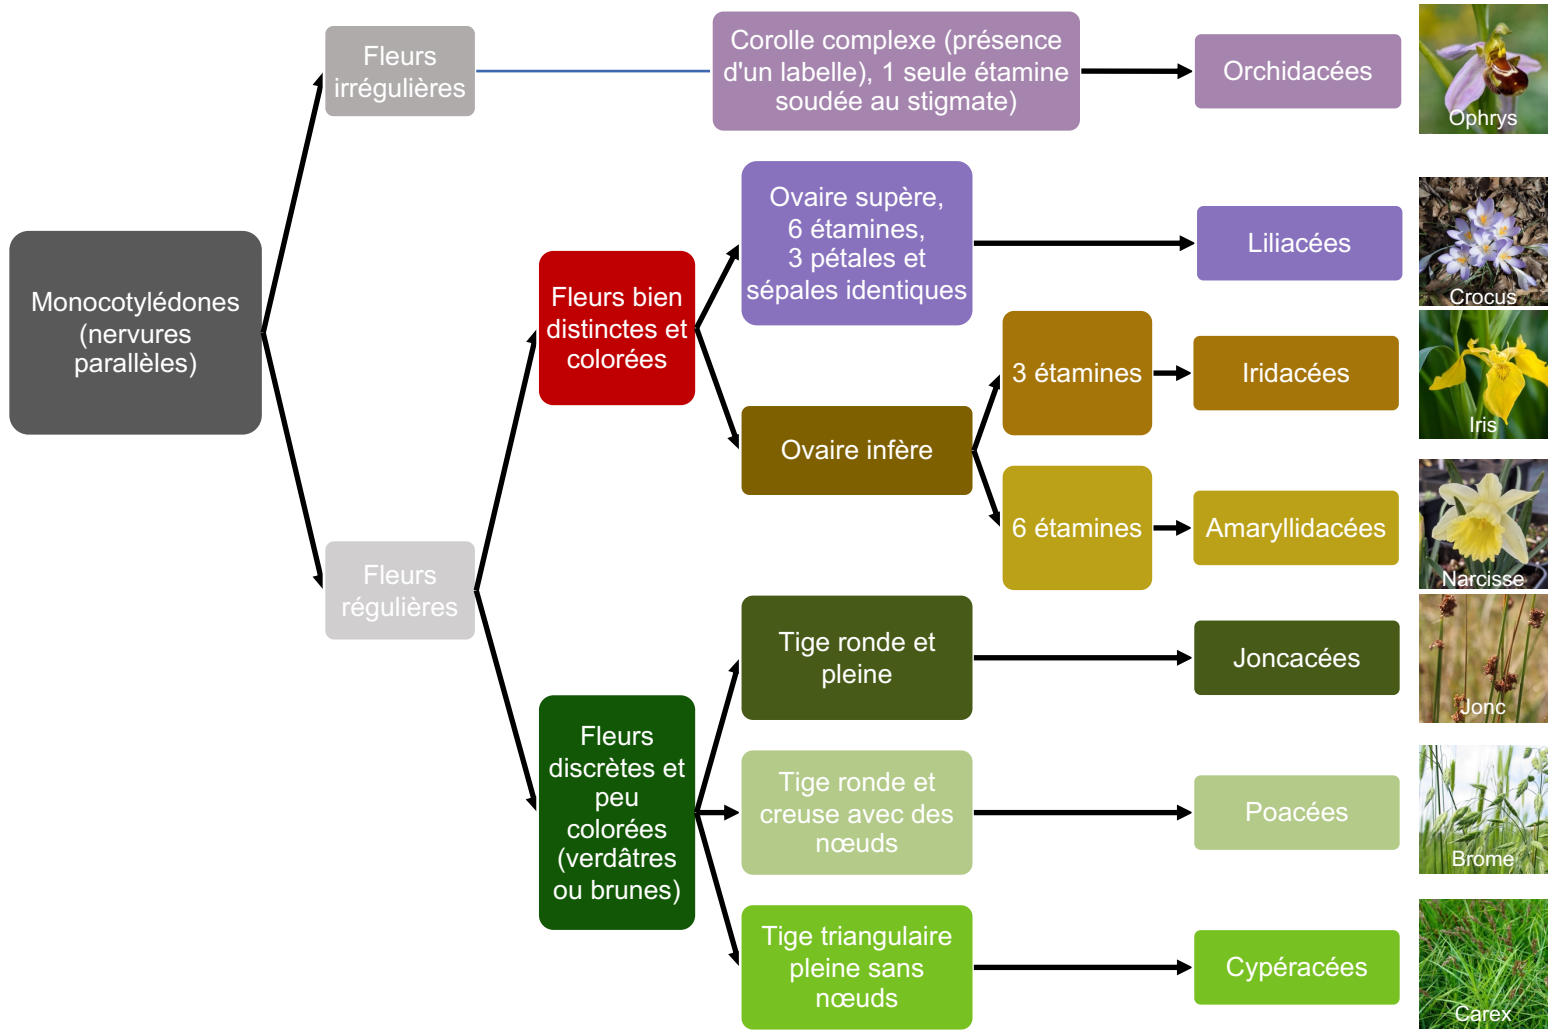 Fleurs
irrégulières
Corolle complexe (présence
d'un labelle), 1 seule étamine
soudée au stigmate)
Orchidacées
Ophrys
Monocotylédones
(nervures
parallèles)
Fleurs bien
distinctes et
colorées
Ovaire supère,
6 étamines,
3 pétales et
sépales identiques
Liliacées
Crocus
Ovaire infère
3 étamines
Iridacées
Iris
6 étamines
Amaryllidacées
Narcisse
Fleurs
régulières
Fleurs
discrètes et
peu
colorées
(verdâtres
ou brunes)
Tige ronde et
pleine
Joncacées
Jonc
Tige ronde et
creuse avec des
nœuds
Poacées
Brome
Tige triangulaire
pleine sans
nœuds
Cypéracées
Carex